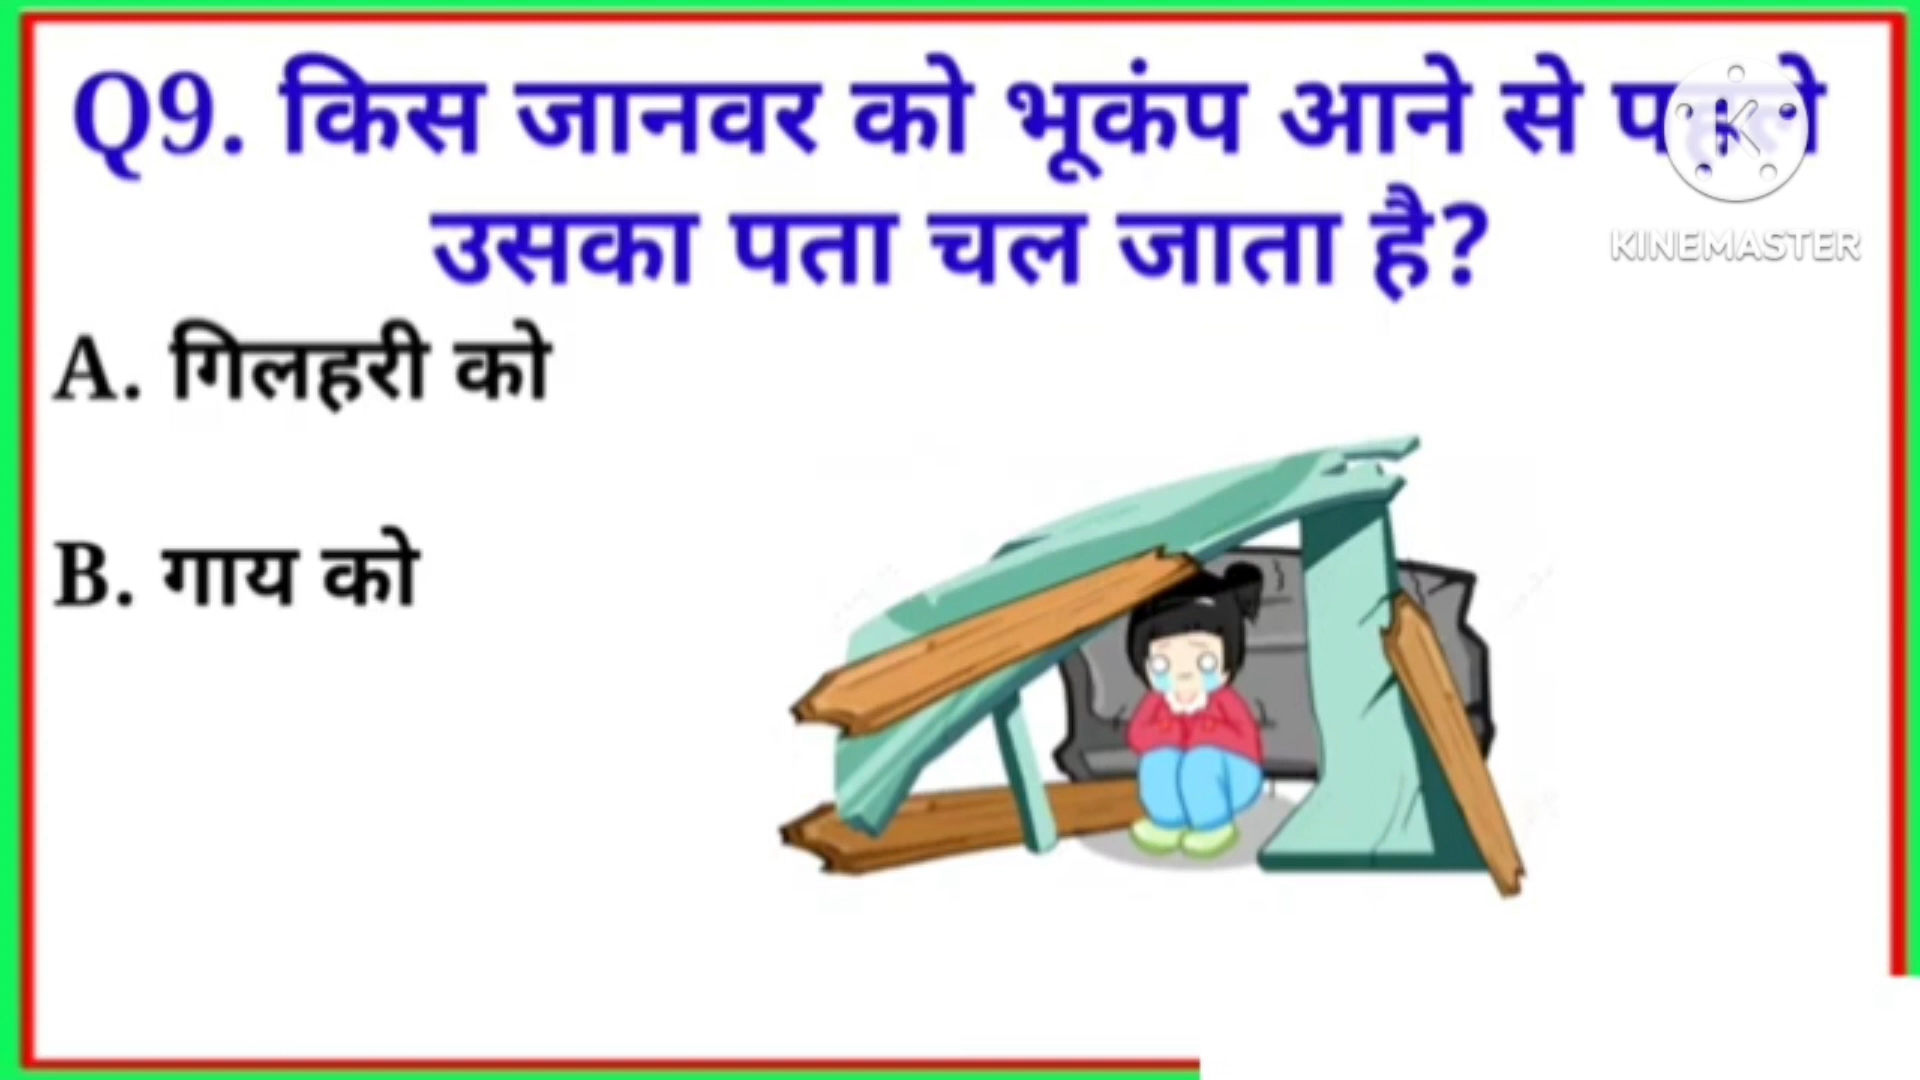 Q9. किस जानवर को भूकंप आने से
उसका पता चल जाता है?
KINEMASTER
A. गिलहरी को
B. गाय को